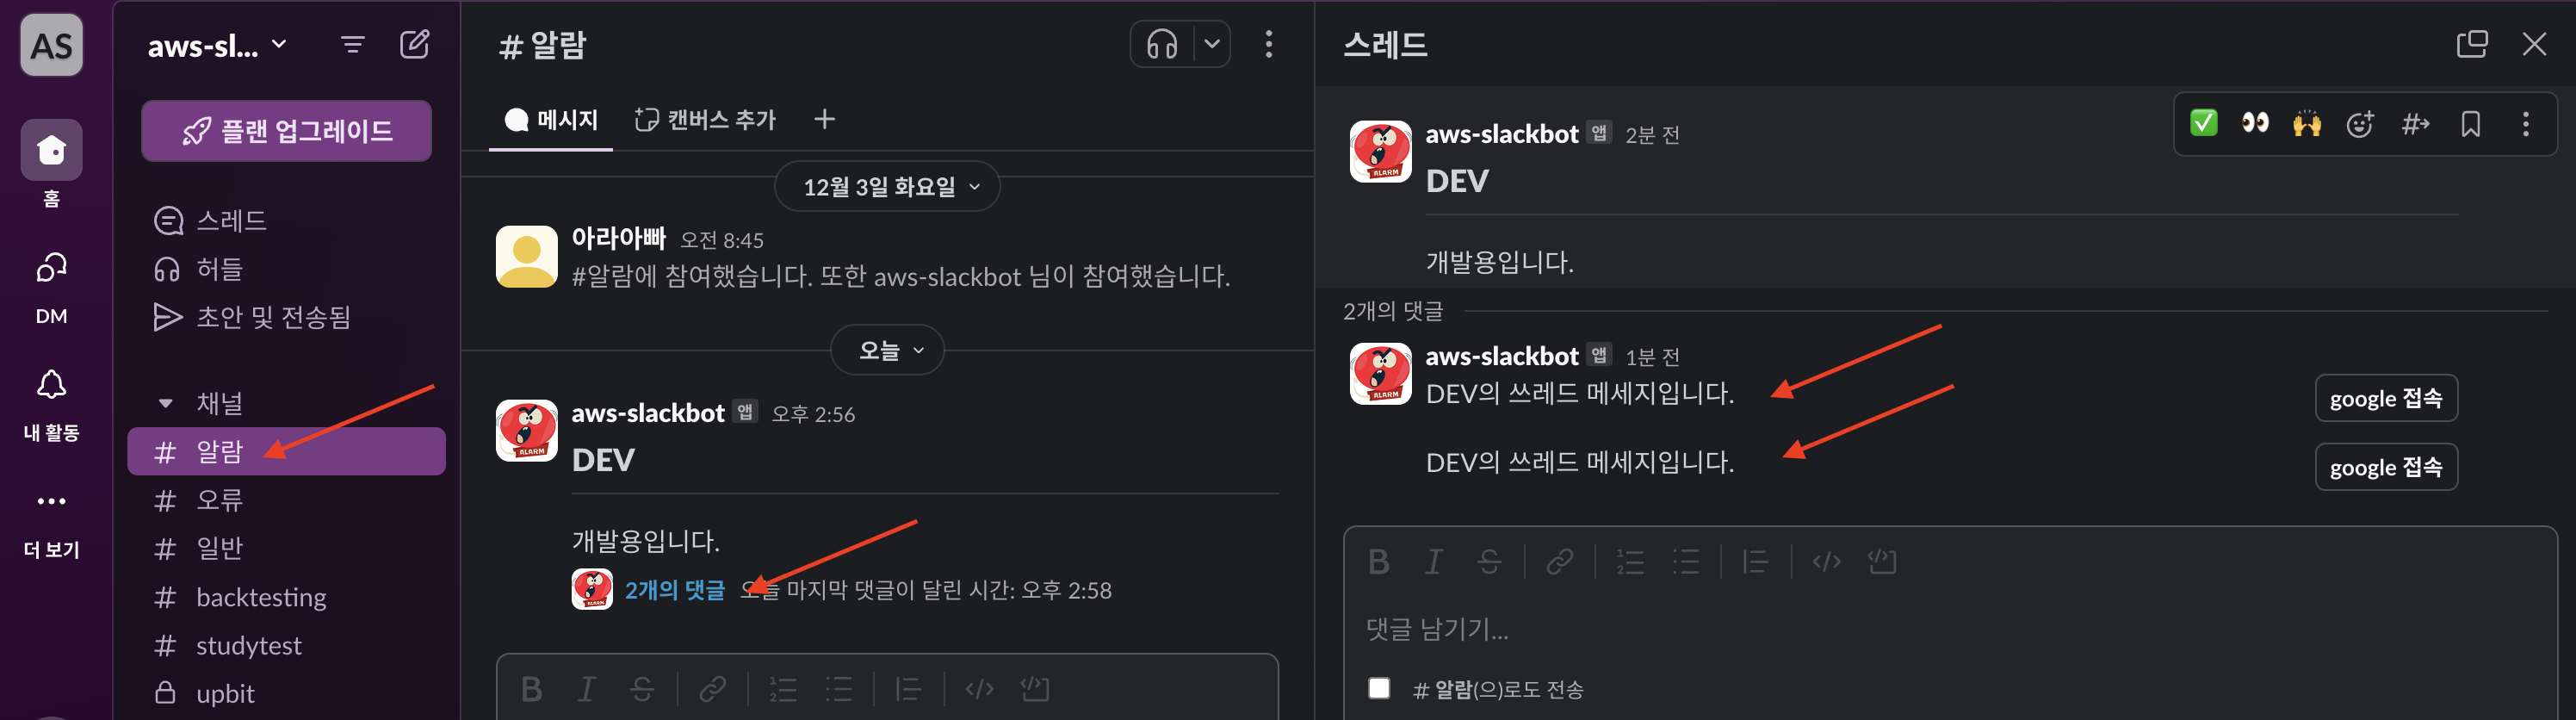 AS
홈
DM
내 활동
더 보기
aws-sl...
플랜 업그레이드
스레드
허들
초안 및 전송됨
채널
# 알람
# 오류
# 일반
# backtesting
# studytest
upbit
# 알람
메시지 캔버스 추가
12월 3일 화요일
아라아빠 오전 8:45
#알람에 참여했습니다. 또한 aws-slackbot 님이 참여했습니다.
오늘
aws-slackbot 앱 오후 2:56
ALARM
DEV
개발용입니다.
2개의 댓글 오늘 마지막 댓글이 달린 시간: 오후 2:58
B I S
스레드
aws-slackbot 앱 2분 전
ALARM
DEV
개발용입니다.
2개의 댓글
aws-slackbot 앱 1분 전
ALARM
DEV의 쓰레드 메세지입니다. google 접속
DEV의 쓰레드 메세지입니다. google 접속
B I S
댓글 남기기...
# 알람(으)로도 전송